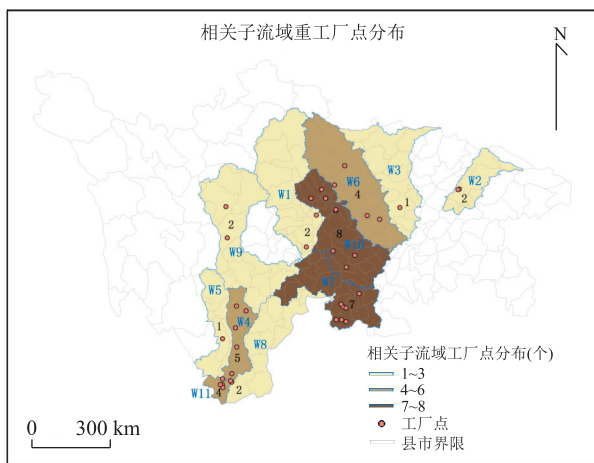 相关子流域重工厂点分布
N
W3
W6
W2
4
W1
1
2
2
8
2
W9
W10
W5
W7
7
W4
1
W8
5
相关子流域工厂点分布(个)
1~3
W11
4
2
4~6
7~8
0 300 km
工厂点
县市界限